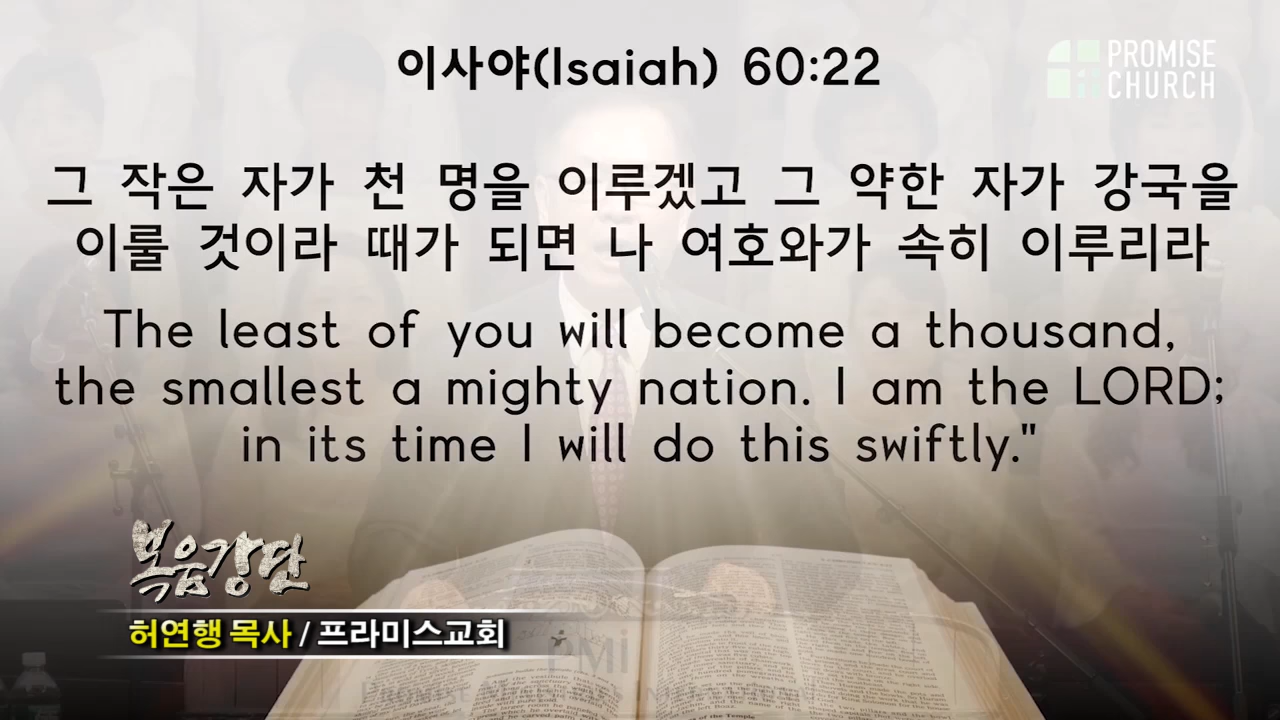 이사야(Isaiah) 60:22
PROMISE
CHURCH
그 작은 자가 천 명을 이루겠고 그 약한 자가 강국을
이룰 것이라 때가 되면 나 여호와가 속히 이루리라
The least of you will become a thousand,
the smallest a mighty nation. I am the LORD;
in its time I will do this swiftly."
복음강단
허연행 목사 / 프라미스교회
PMi